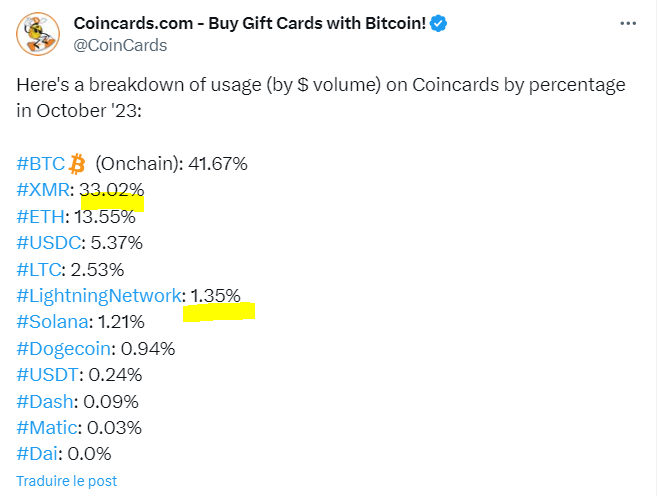 Coincards.com - Buy Gift Cards with Bitcoin!
@CoinCards
Here's a breakdown of usage (by $ volume) on Coincards by percentage
in October '23:
#BTC (Onchain): 41.67%
#XMR: 33.02%
#ETH: 13.55%
#USDC: 5.37%
#LTC: 2.53%
#LightningNetwork: 1.35%
#Solana: 1.21%
#Dogecoin: 0.94%
#USDT: 0.24%
#Dash: 0.09%
#Matic: 0.03%
#Dai: 0.0%
Traduire le post